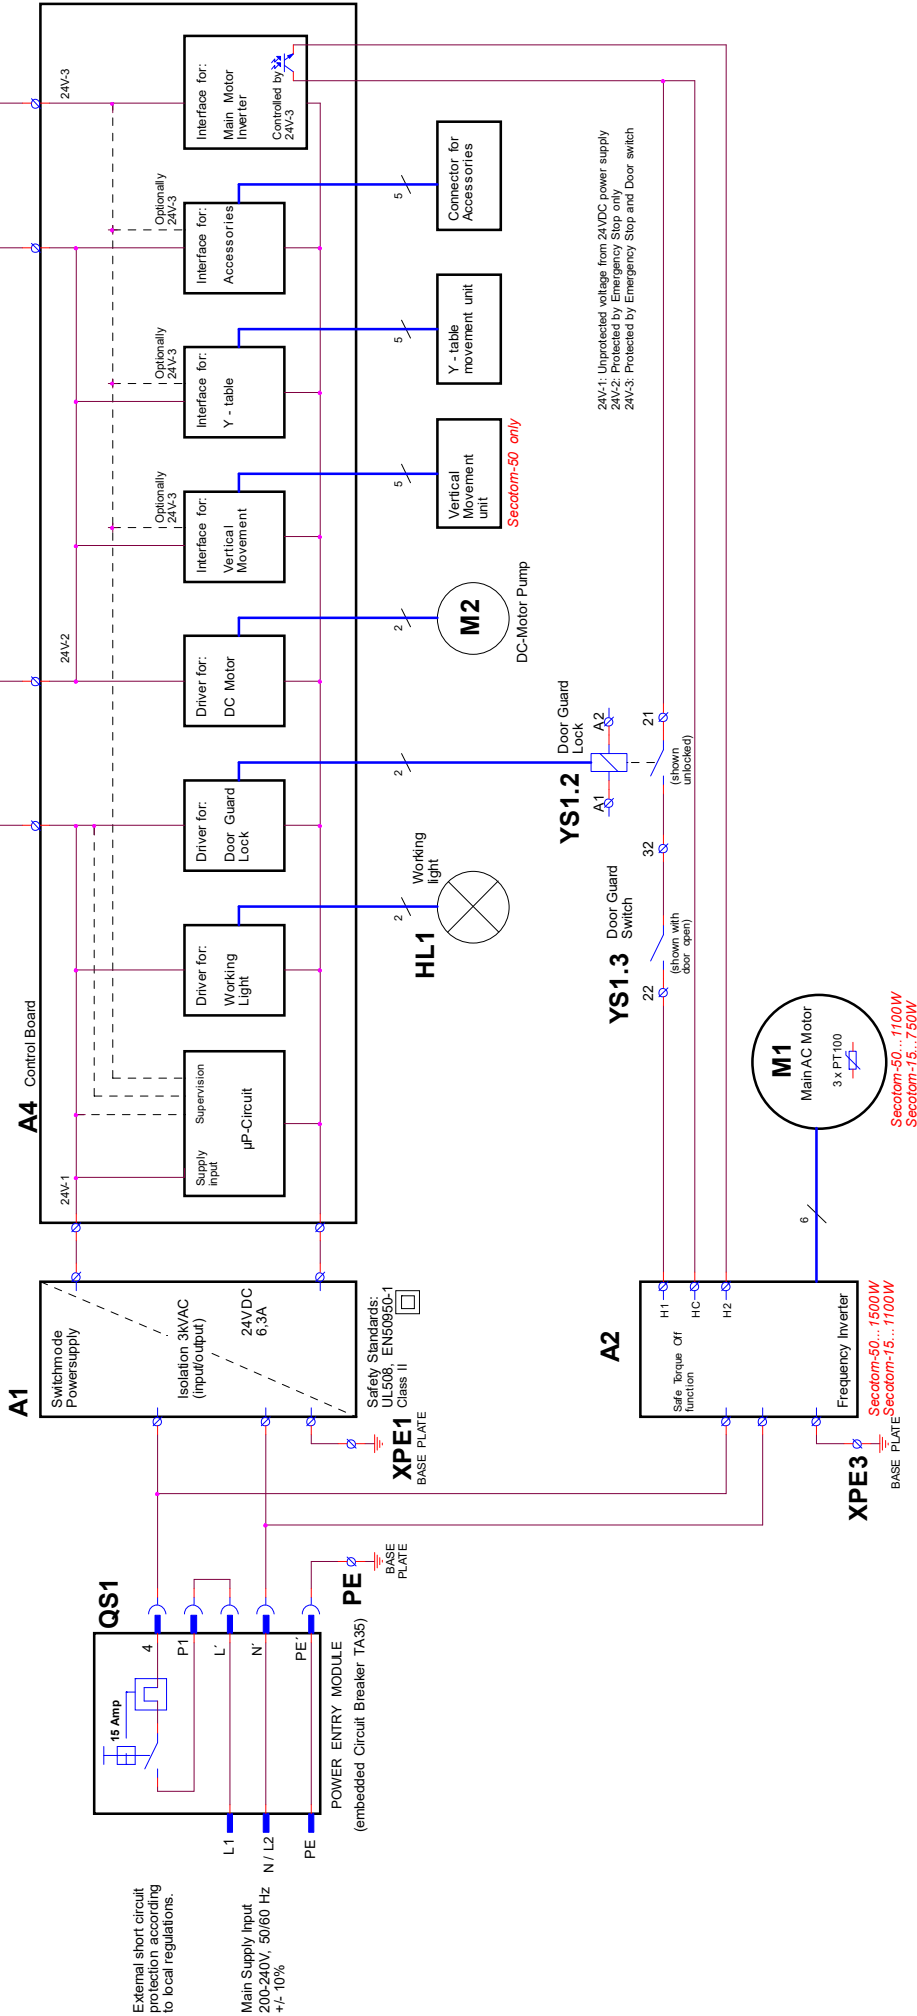 External short circuit
protection according
to local regulations.
Main Supply Input
200-240V, 50/60 Hz
+/- 10%
QS1
15 Amp
4
P1
L´
N´
PE´
L1
N / L2
PE
POWER ENTRY MODULE
(embedded Circuit Breaker TA35)
PE
BASE
PLATE
A1
Switchmode
Powersupply
Isolation 3kVAC
(input/output)
24VDC
6,3A
Safety Standards:
UL508, EN50950-1
Class II
XPE1
BASE PLATE
A4 Control Board
24V-1
24V-2
24V-3
Supply
input
Supervision
µP-Circuit
Driver for:
Working
Light
Driver for:
Door Guard
Lock
Driver for:
DC Motor
Interface for:
Vertical
Movement
Optionally
24V-3
Interface for:
Y - table
Optionally
24V-3
Interface for:
Accessories
Optionally
24V-3
Interface for:
Main Motor
Inverter
Controlled by
24V-3
2
HL1
Working
light
2
2
M2
DC-Motor Pump
5
Vertical
Movement
unit
Secotom-50 only
5
Y - table
movement unit
5
Connector for
Accessories
YS1.2
Door Guard
Lock
A1
A2
21
(shown
unlocked)
32
YS1.3
Door Guard
Switch
22
(shown with
door open)
24V-1: Unprotected voltage from 24VDC power supply
24V-2: Protected by Emergency Stop only
24V-3: Protected by Emergency Stop and Door switch
A2
Safe Torque Off
function
H1
HC
H2
Frequency Inverter
Secotom-50...1500W
Secotom-15...1100W
XPE3
BASE PLATE
6
M1
Main AC Motor
3 x PT100
Secotom-50...1100W
Secotom-15...750W